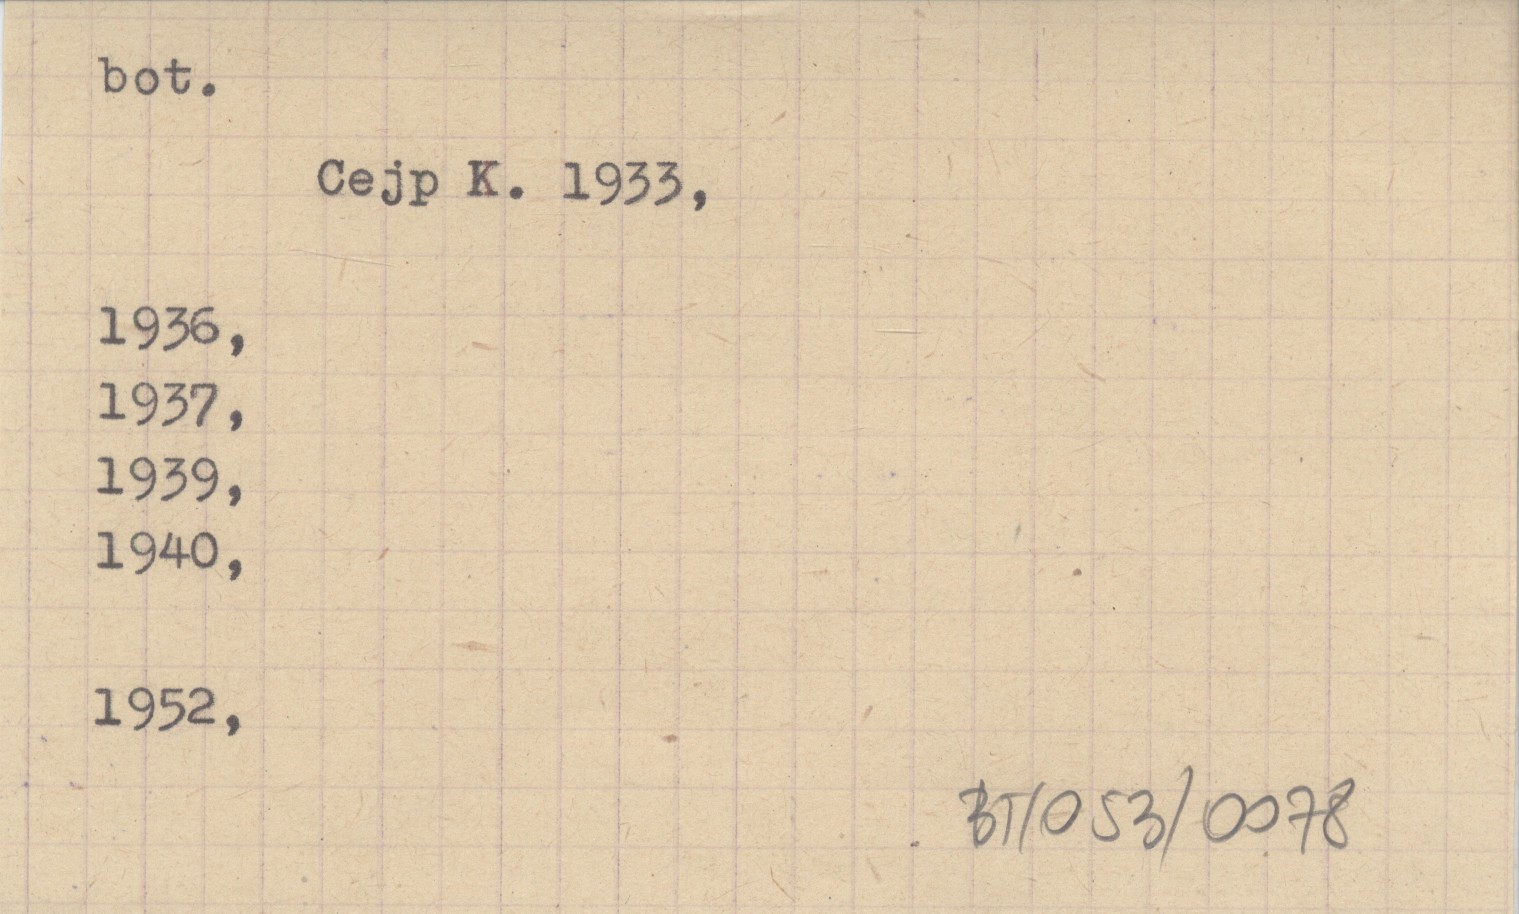 bot.
Cejp K. 1933,
1936,
1937,
1939,
1940,
1952,
BT/053/0078